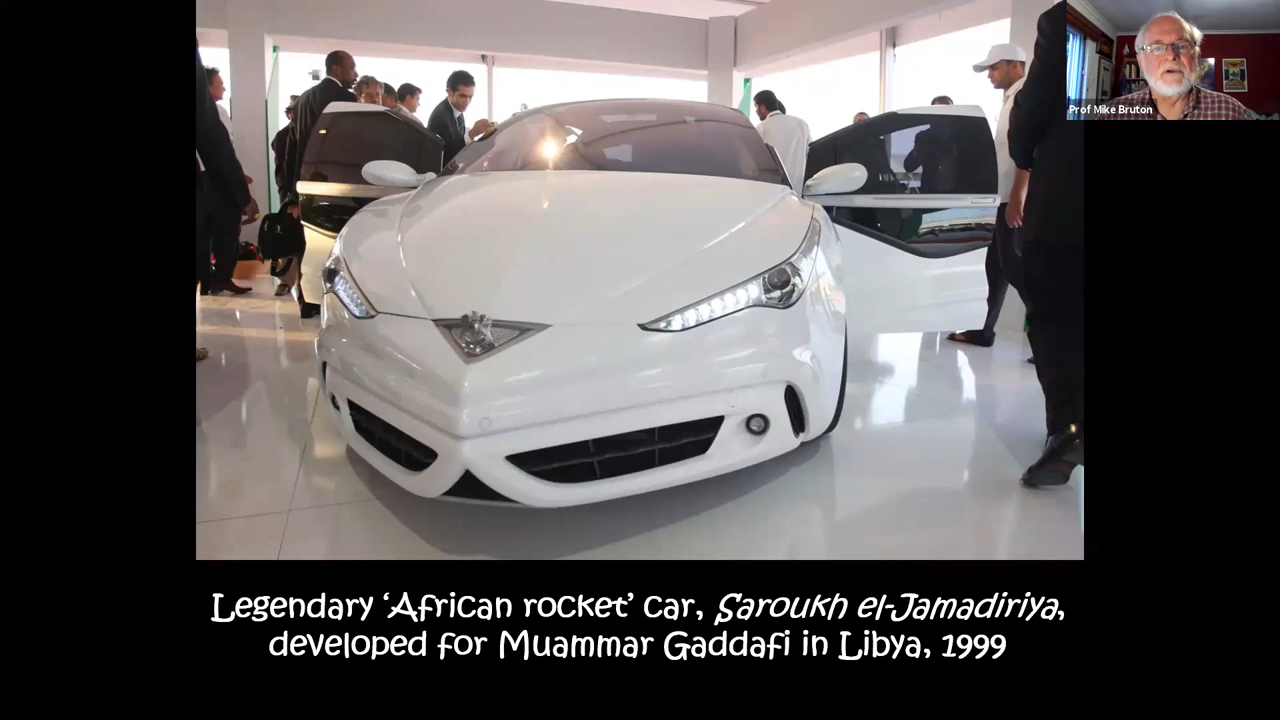 Prof Mike Bruton
Legendary ‘African rocket’ car, Saroukh el-Jamadiriya,
developed for Muammar Gaddafi in Libya, 1999